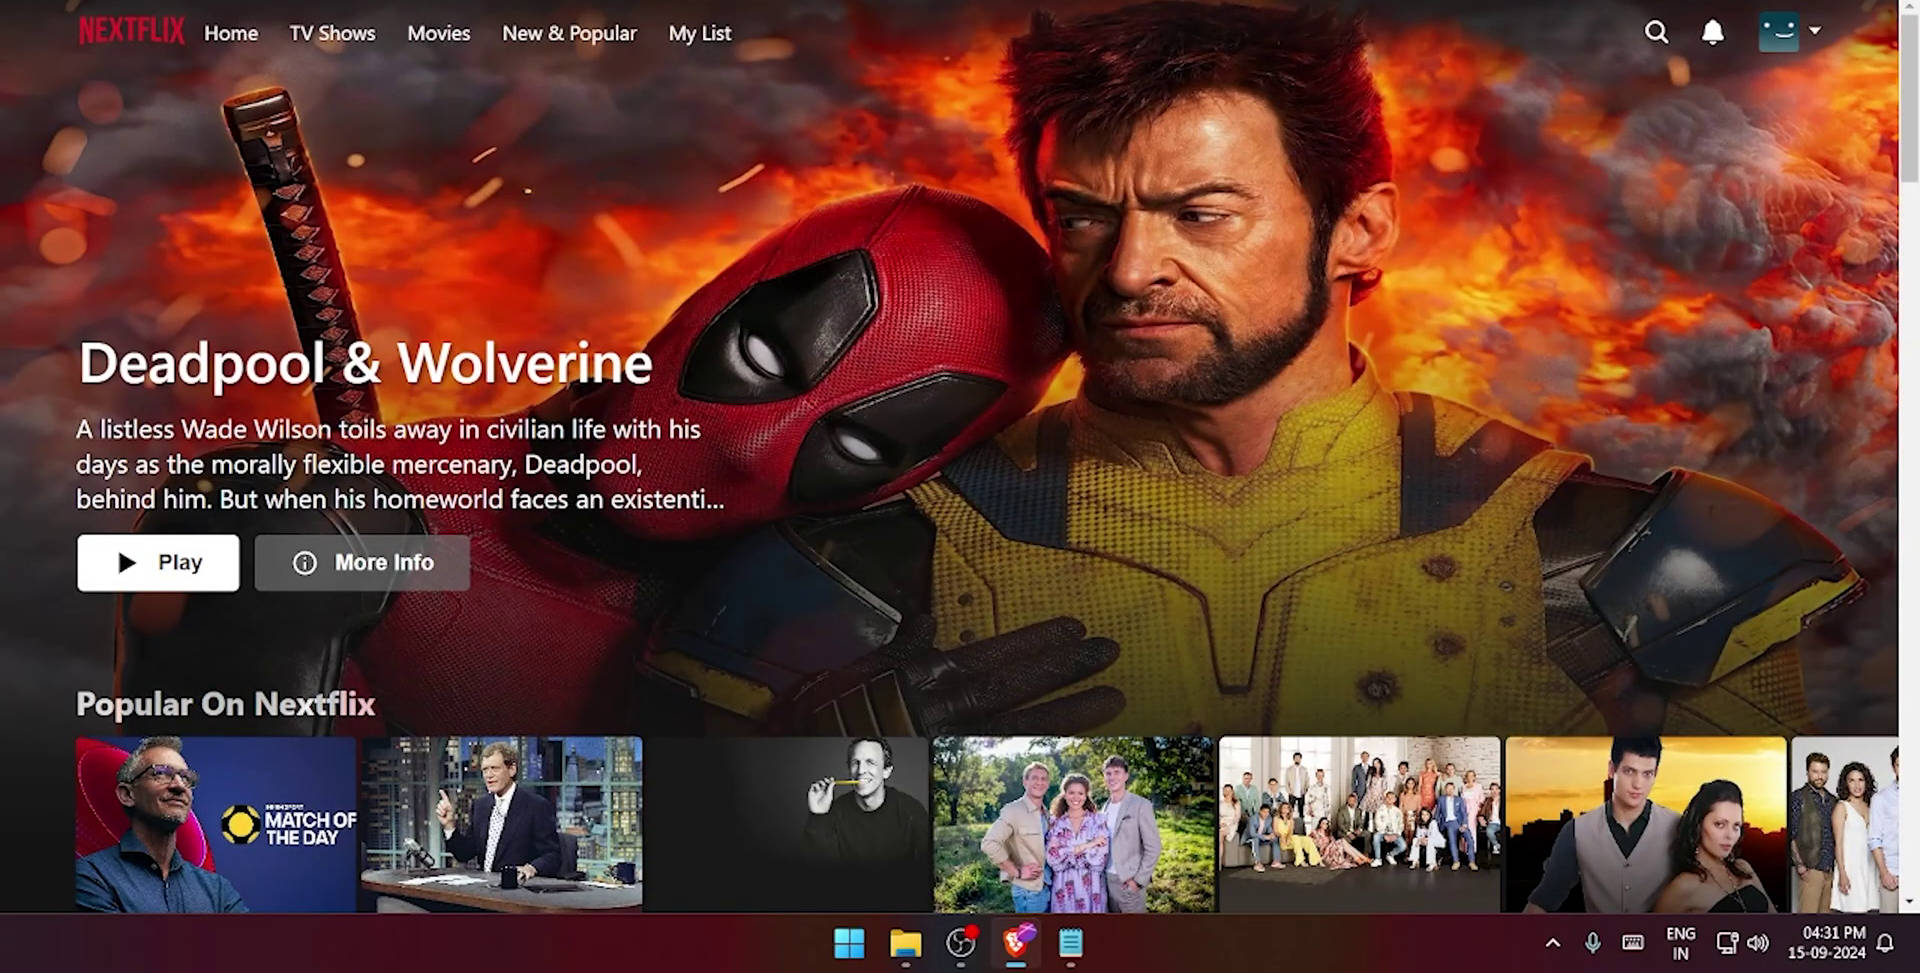 NEXTFLIX Home TV Shows Movies New & Popular My List
Deadpool & Wolverine
A listless Wade Wilson toils away in civilian life with his
days as the morally flexible mercenary, Deadpool,
behind him. But when his homeworld faces an existenti...
Play More Info
Popular On Nextflix
MATCH OF
THE DAY
ENG
IN
04:31 PM
15-09-2024